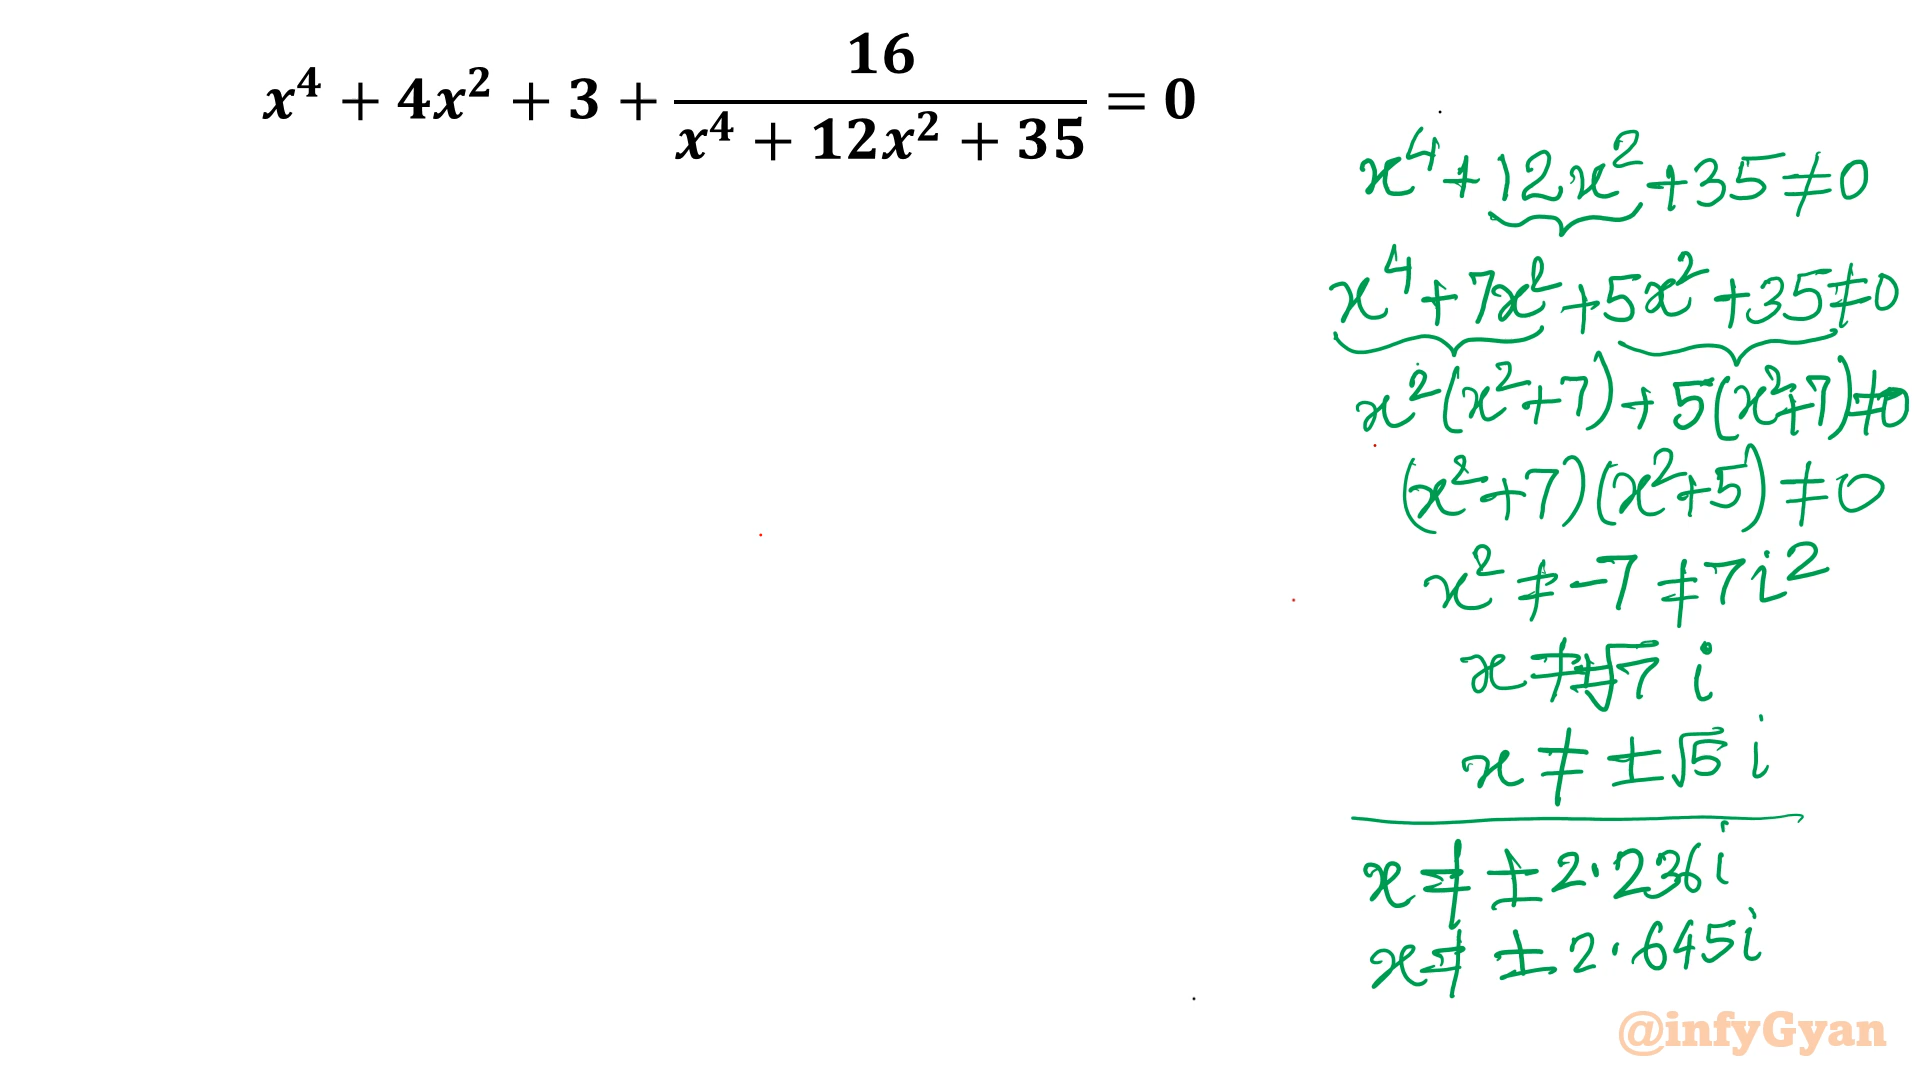 x⁴ + 4x² + 3 + 16/(x⁴ + 12x² + 35) = 0
x⁴ + 12x² + 35 ≠ 0
x⁴ + 7x² + 5x² + 35 ≠ 0
x²(x² + 7) + 5(x² + 7) ≠ 0
(x² + 7)(x² + 5) ≠ 0
x² ≠ -7 ≠ 7i²
x ≠ ±√7 i
x ≠ ±√5 i
x ≠ ± 2.236i
x ≠ ± 2.645i
@infyGyan